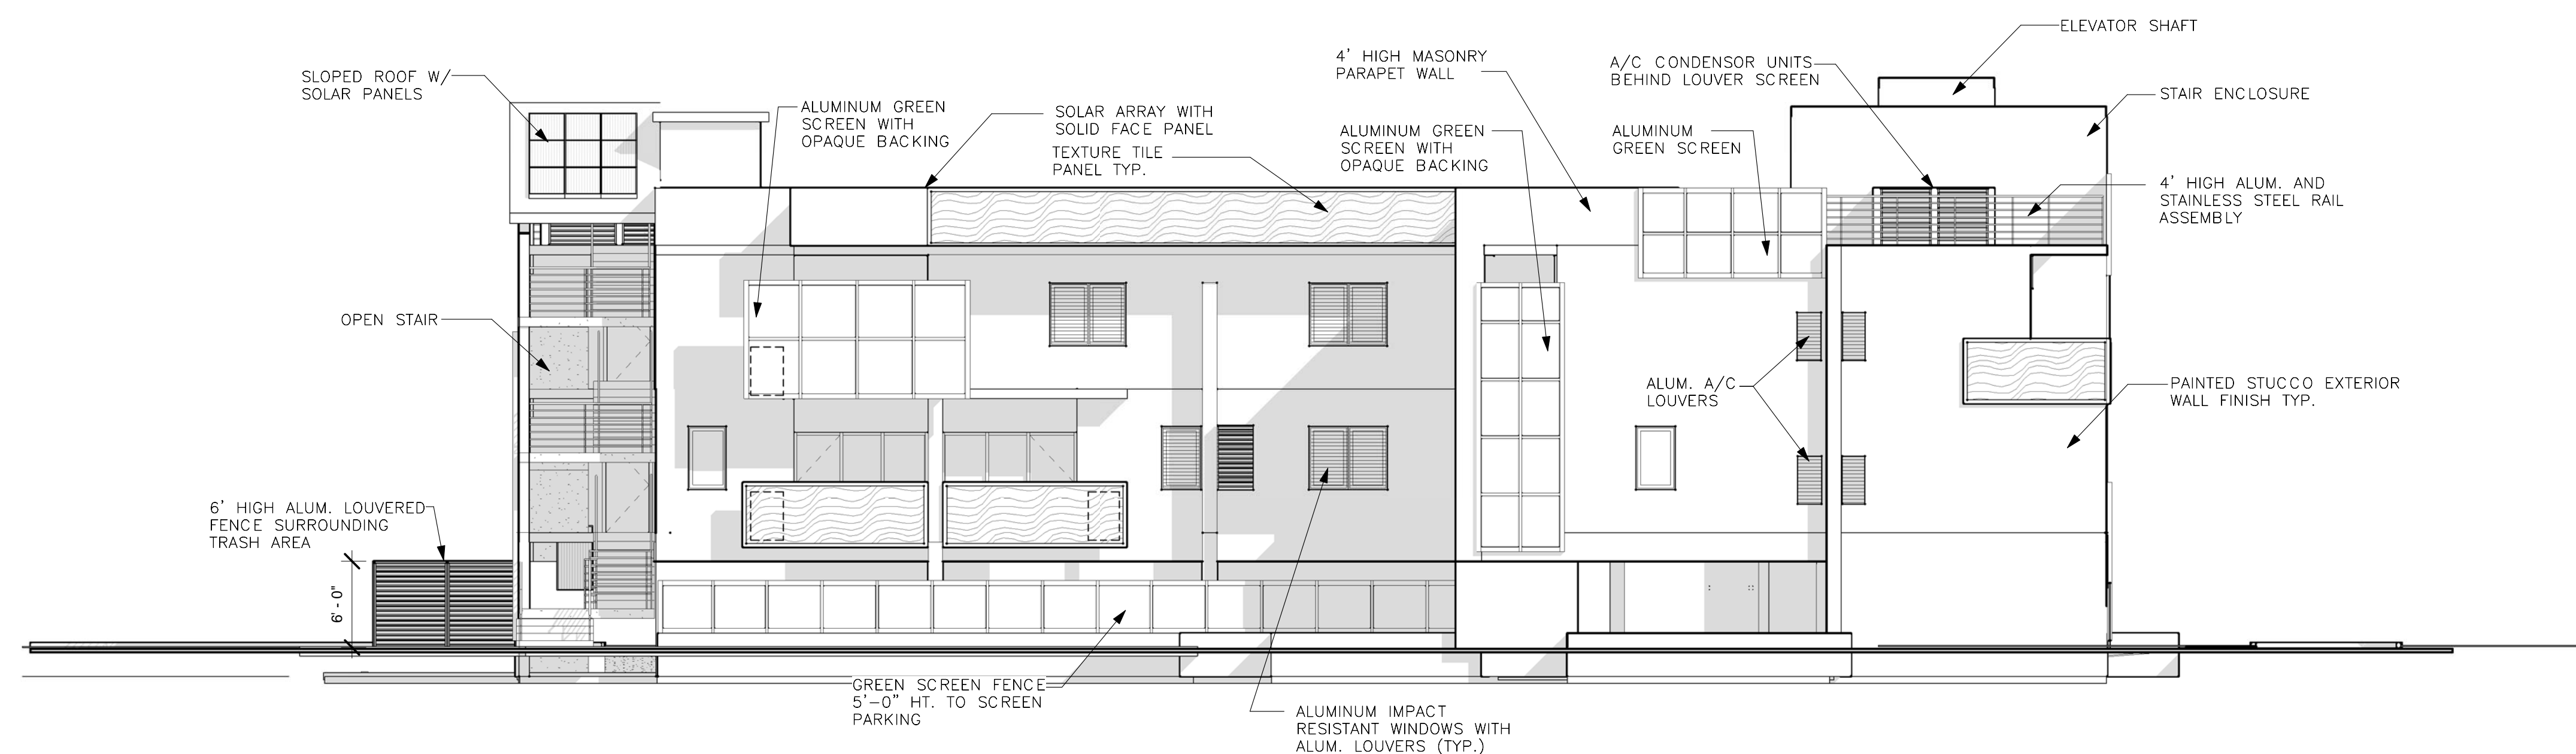 ELEVATOR SHAFT
4' HIGH MASONRY
PARAPET WALL
A/C CONDENSOR UNITS
BEHIND LOUVER SCREEN
SLOPED ROOF W/
SOLAR PANELS
STAIR ENCLOSURE
ALUMINUM GREEN
SCREEN WITH
OPAQUE BACKING
SOLAR ARRAY WITH
SOLID FACE PANEL
TEXTURE TILE
PANEL TYP.
ALUMINUM GREEN
SCREEN WITH
OPAQUE BACKING
ALUMINUM
GREEN SCREEN
4' HIGH ALUM. AND
STAINLESS STEEL RAIL
ASSEMBLY
OPEN STAIR
ALUM. A/C
LOUVERS
PAINTED STUCCO EXTERIOR
WALL FINISH TYP.
6' HIGH ALUM. LOUVERED
FENCE SURROUNDING
TRASH AREA
6'-0"
GREEN SCREEN FENCE
5'-0" HT. TO SCREEN
PARKING
ALUMINUM IMPACT
RESISTANT WINDOWS WITH
ALUM. LOUVERS (TYP.)